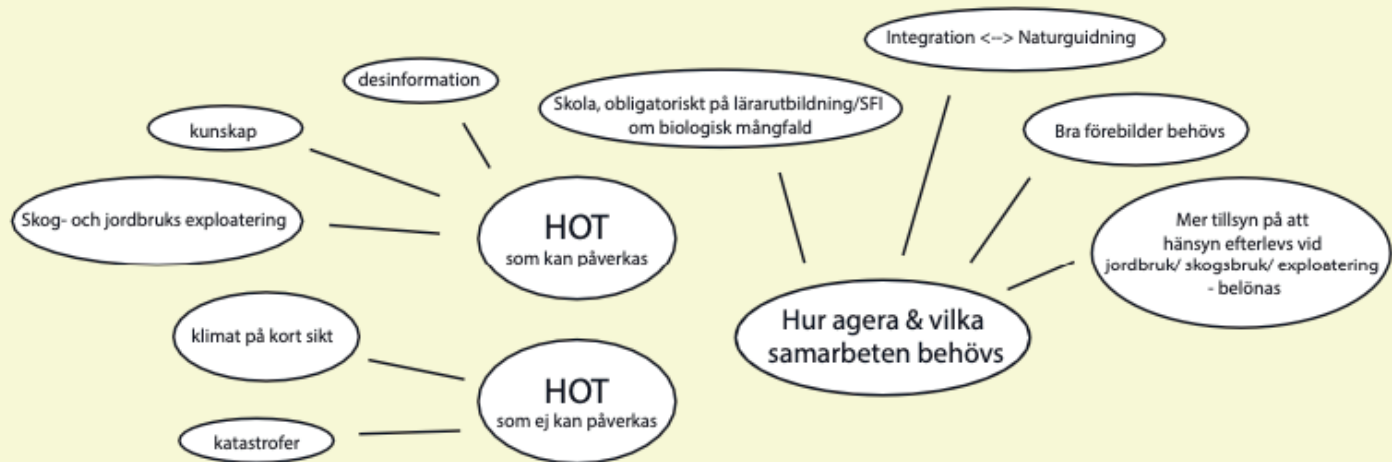 Integration <--> Naturguidning
desinformation
Skola, obligatoriskt på lärarutbildning/SFI
om biologisk mångfald
kunskap
Bra förebilder behövs
Skog- och jordbruks exploatering
HOT
som kan påverkas
Mer tillsyn på att
hänsyn efterlevs vid
jordbruk/ skogsbruk/ exploatering
- belönas
Hur agera & vilka
samarbeten behövs
klimat på kort sikt
HOT
som ej kan påverkas
katastrofer